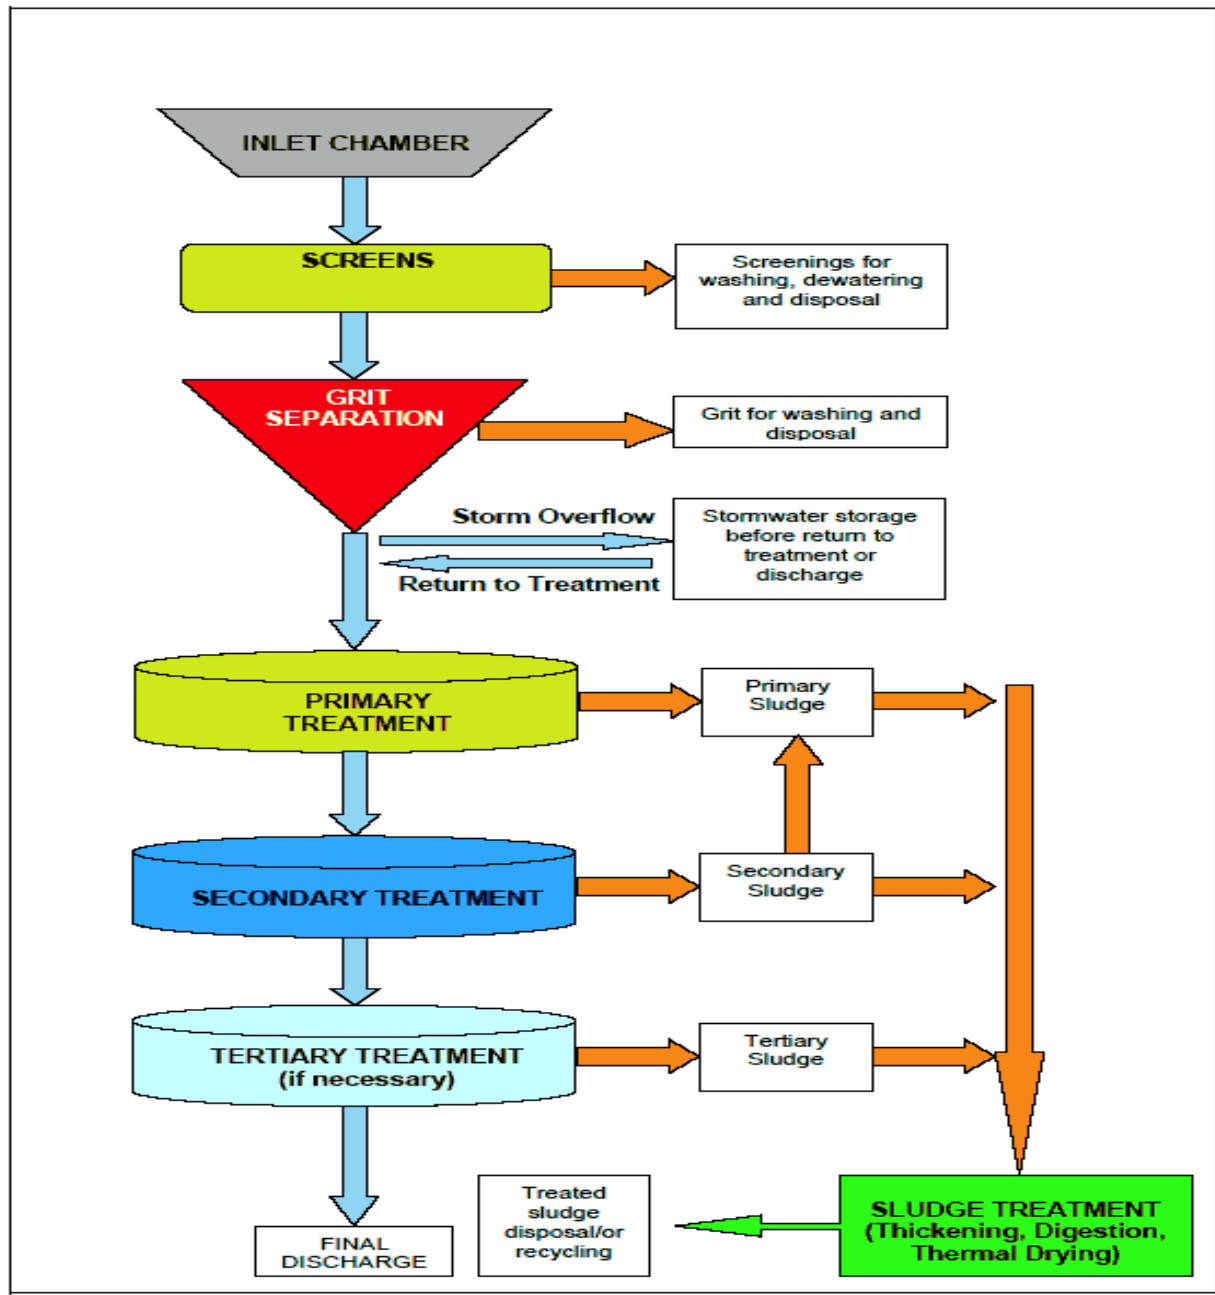 INLET CHAMBER
SCREENS
Screenings for
washing, dewatering
and disposal
GRIT
SEPARATION
Grit for washing and
disposal
Storm Overflow
Return to Treatment
Stormwater storage
before return to
treatment or
discharge
PRIMARY
TREATMENT
Primary
Sludge
SECONDARY TREATMENT
Secondary
Sludge
TERTIARY TREATMENT
(if necessary)
Tertiary
Sludge
FINAL
DISCHARGE
Treated
sludge
disposal/or
recycling
SLUDGE TREATMENT
(Thickening, Digestion,
Thermal Drying)